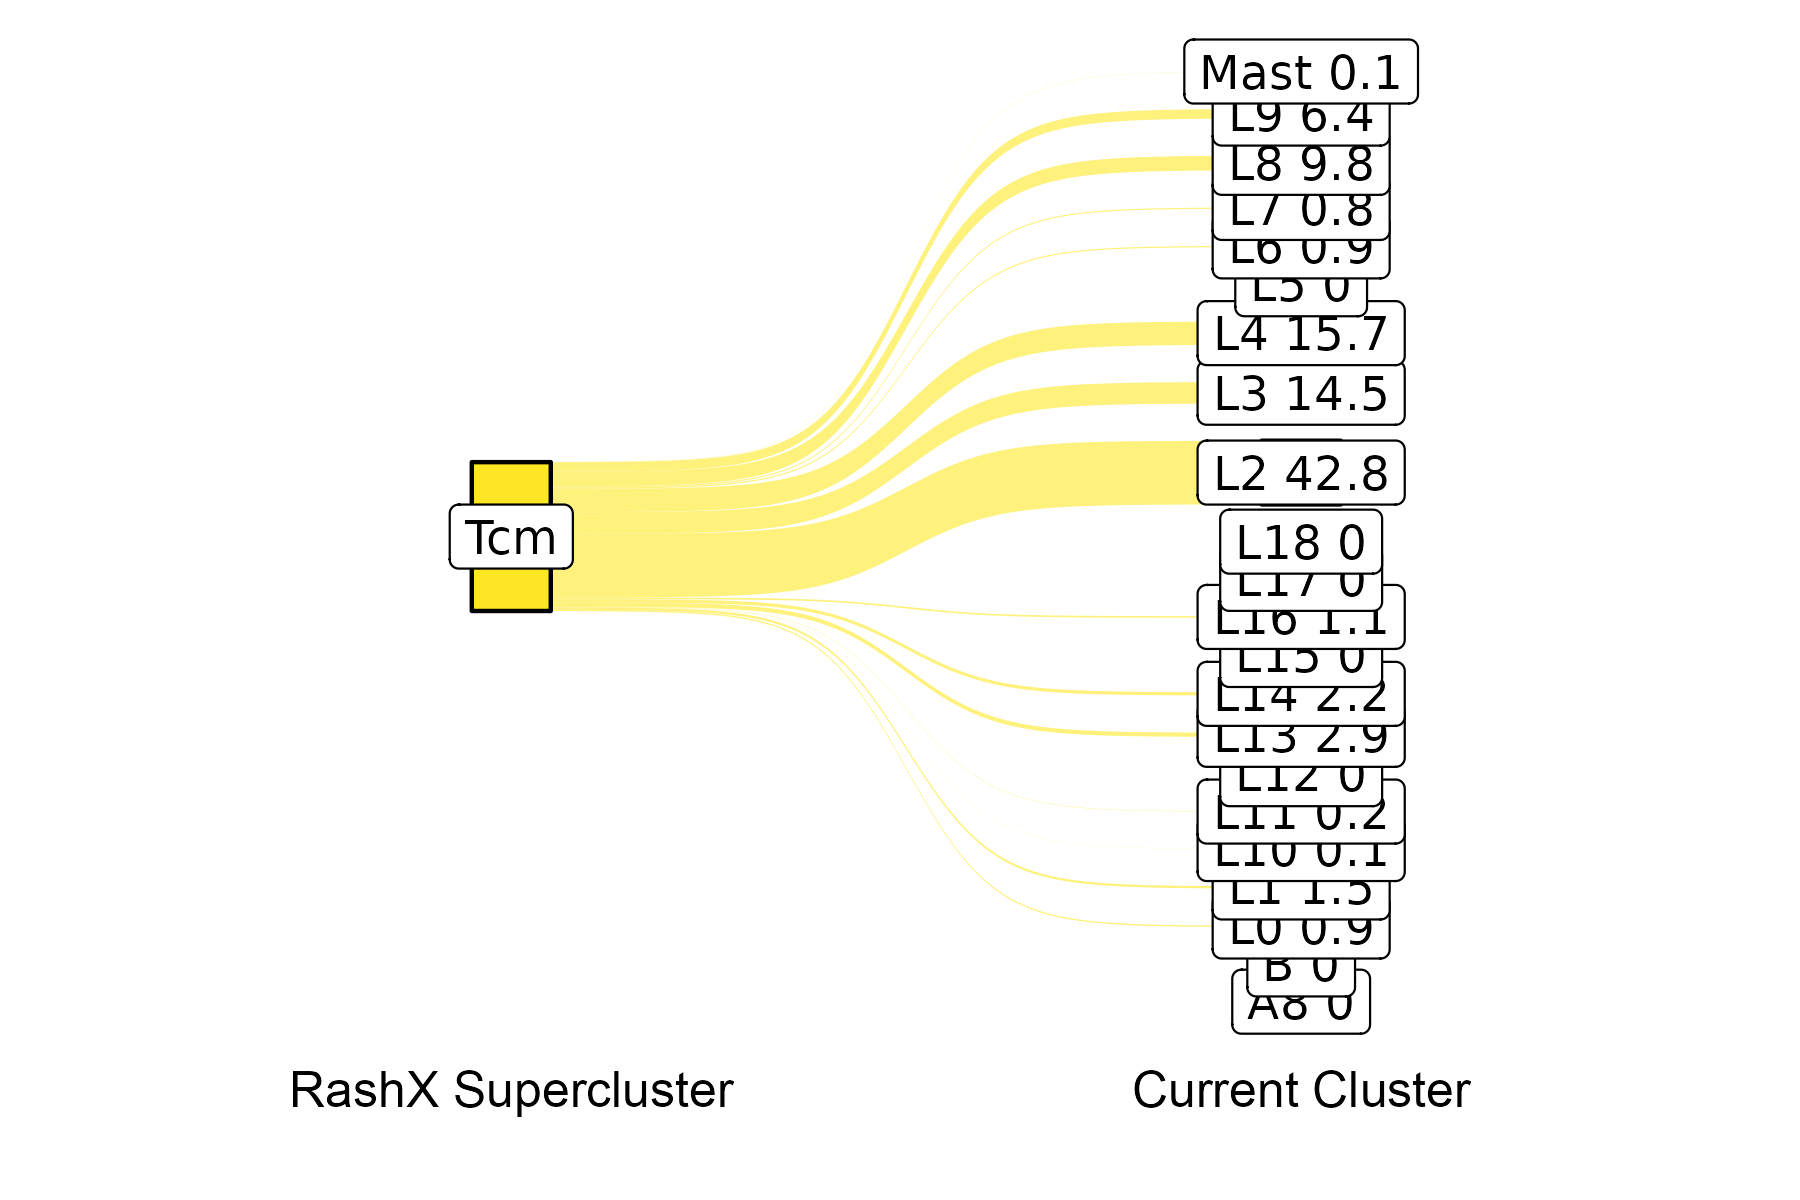 Mast 0.1
L9 6.4
L8 9.8
L7 0.8
L6 0.9
L5 0
L4 15.7
L3 14.5
L2 42.8
Tcm
L18 0
L17 0
L16 1.1
L15 0
L14 2.2
L13 2.9
L12 0
L11 0.2
L10 0.1
L1 1.5
L0 0.9
B 0
A8 0
RashX Supercluster
Current Cluster